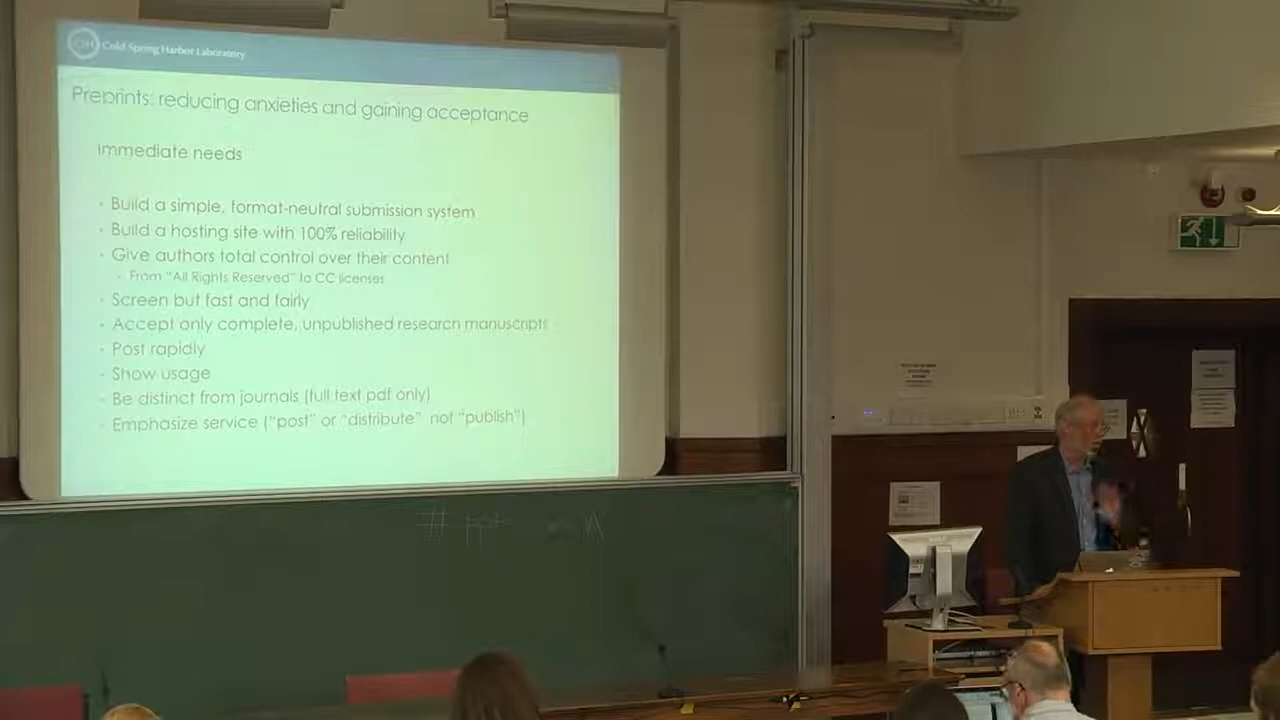 CSH Cold Spring Harbor Laboratory
Preprints: reducing anxieties and gaining acceptance
Immediate needs
• Build a simple, format-neutral submission system
• Build a hosting site with 100% reliability
• Give authors total control over their content
• From "All Rights Reserved" to CC licenses
• Screen but fast and fairly
• Accept only complete, unpublished research manuscripts
• Post rapidly
• Show usage
• Be distinct from journals (full text pdf only)
• Emphasize service ("post" or "distribute" not "publish")